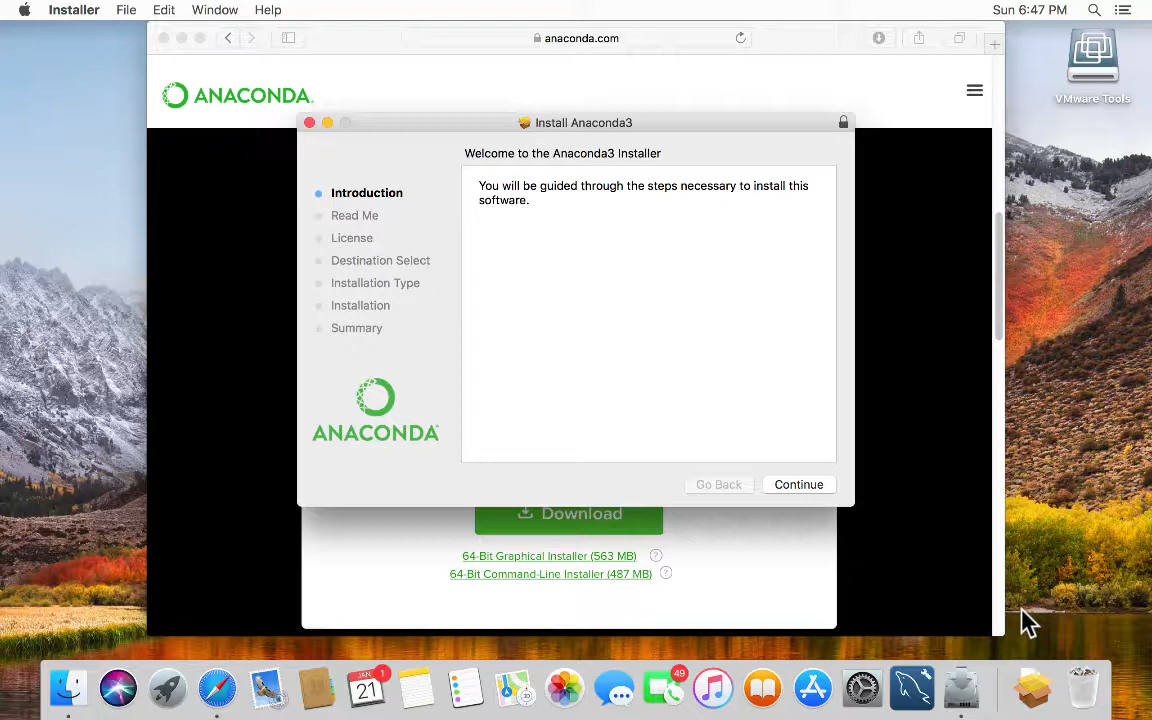 Installer File Edit Window Help Sun 6:47 PM
anaconda.com
VMware Tools
ANACONDA.
Install Anaconda3
Welcome to the Anaconda3 Installer
Introduction
Read Me
License
Destination Select
Installation Type
Installation
Summary
You will be guided through the steps necessary to install this
software.
ANACONDA
Go Back Continue
Download
64-Bit Graphical Installer (563 MB) ?
64-Bit Command-Line Installer (487 MB) ?
JAN
21
1
49